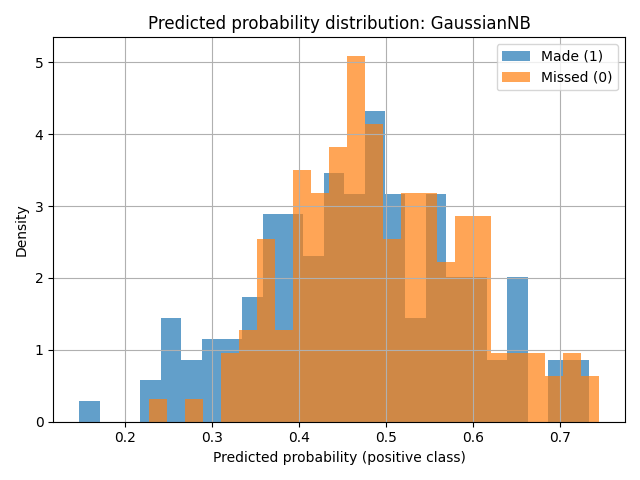 Predicted probability distribution: GaussianNB
Made (1)
Missed (0)
Density
5
4
3
2
1
0
0.2 0.3 0.4 0.5 0.6 0.7
Predicted probability (positive class)